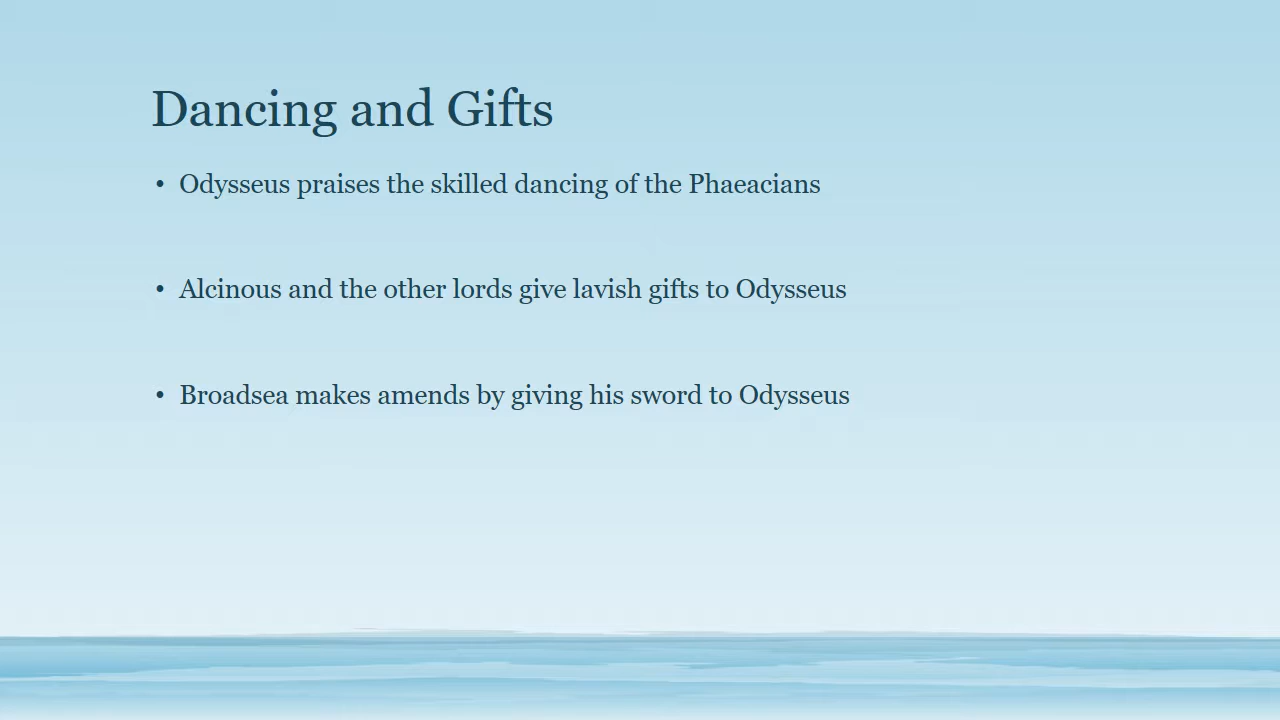 Dancing and Gifts
• Odysseus praises the skilled dancing of the Phaeacians
• Alcinous and the other lords give lavish gifts to Odysseus
• Broadsea makes amends by giving his sword to Odysseus